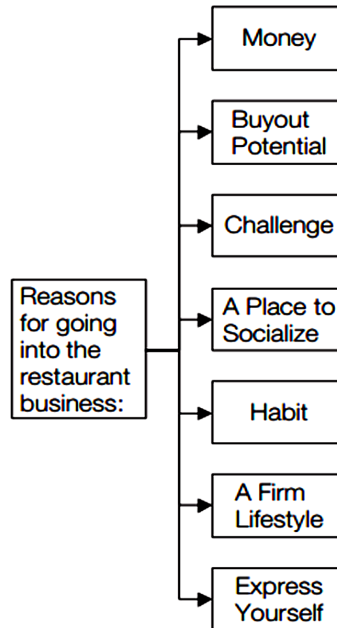 Money
Buyout
Potential
Challenge
Reasons
for going
into the
restaurant
business:
A Place to
Socialize
Habit
A Firm
Lifestyle
Express
Yourself